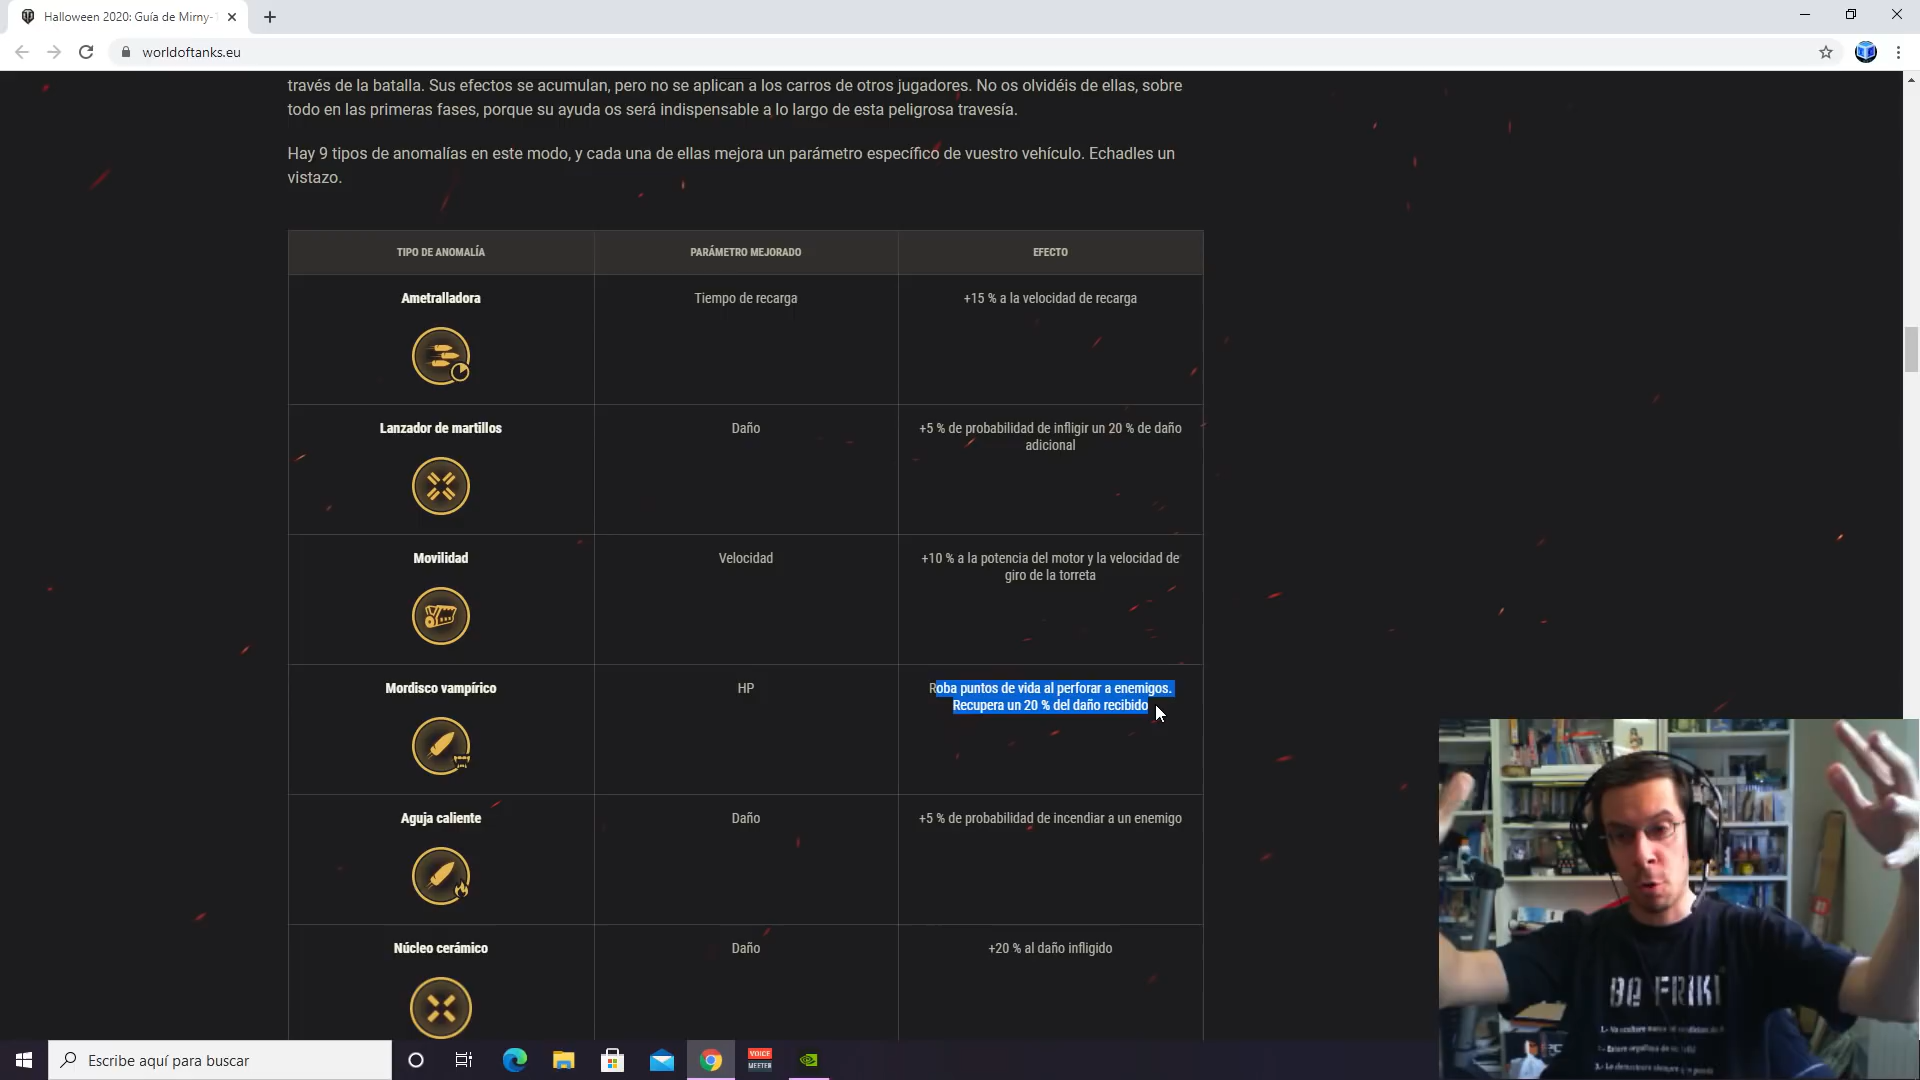 Halloween 2020: Guía de Mirny-
worldoftanks.eu
través de la batalla. Sus efectos se acumulan, pero no se aplican a los carros de otros jugadores. No os olvidéis de ellas, sobre
todo en las primeras fases, porque su ayuda os será indispensable a lo largo de esta peligrosa travesía.
Hay 9 tipos de anomalías en este modo, y cada una de ellas mejora un parámetro específico de vuestro vehículo. Echadles un
vistazo.
TIPO DE ANOMALÍA PARÁMETRO MEJORADO EFECTO
Ametralladora Tiempo de recarga +15 % a la velocidad de recarga
Lanzador de martillos Daño +5 % de probabilidad de infligir un 20 % de daño
adicional
Movilidad Velocidad +10 % a la potencia del motor y la velocidad de
giro de la torreta
Mordisco vampírico HP Roba puntos de vida al perforar a enemigos.
Recupera un 20 % del daño recibido
Aguja caliente Daño +5 % de probabilidad de incendiar a un enemigo
Núcleo cerámico Daño +20 % al daño infligido
BE FRIKI
Escribe aquí para buscar
VOICE
MEETER